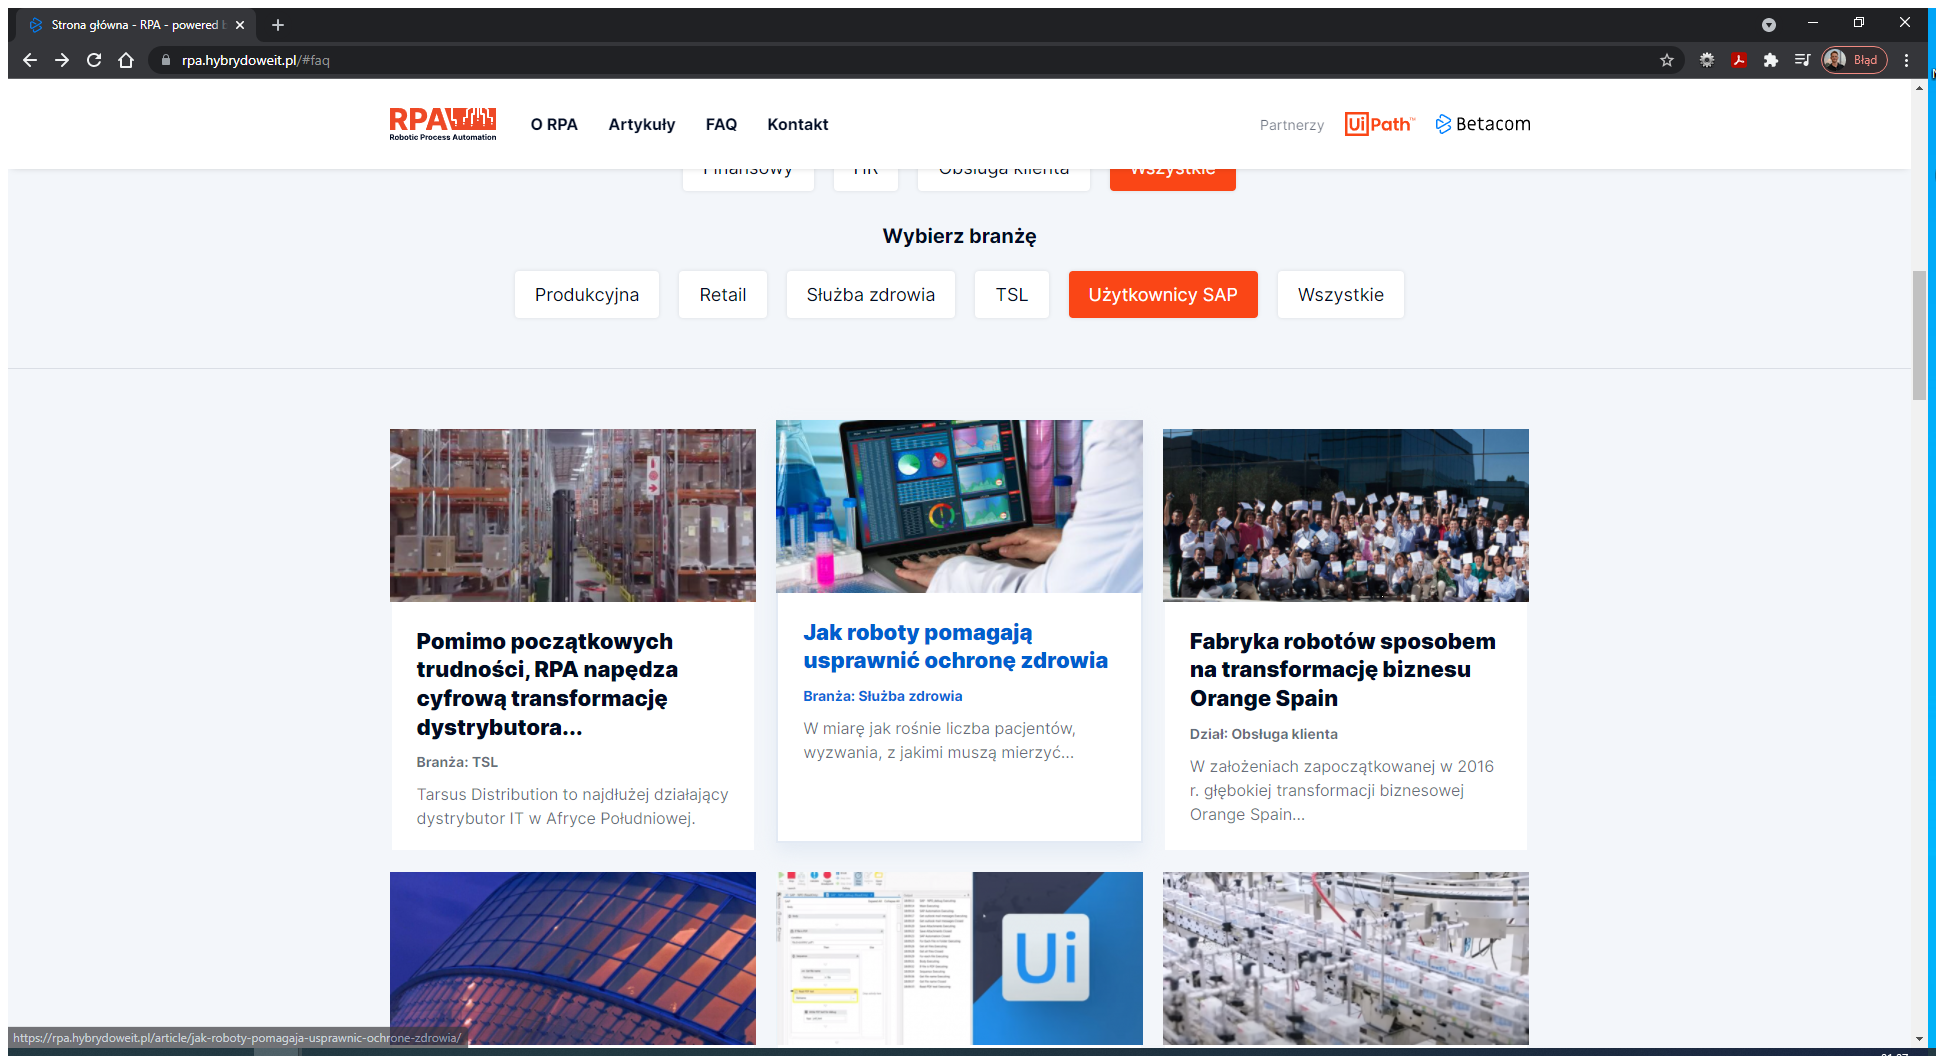 Strona główna - RPA - powered b
rpa.hybrydoweit.pl/#faq
Błąd
RPA
Robotic Process Automation
O RPA
Artykuły
FAQ
Kontakt
Partnerzy
UiPath
Betacom
Finansowy
HR
Obsługa klienta
Wszystkie
Wybierz branżę
Produkcyjna
Retail
Służba zdrowia
TSL
Użytkownicy SAP
Wszystkie
Pomimo początkowych
trudności, RPA napędza
cyfrową transformację
dystrybutora...
Branża: TSL
Tarsus Distribution to najdłużej działający
dystrybutor IT w Afryce Południowej.
Jak roboty pomagają
usprawnić ochronę zdrowia
Branża: Służba zdrowia
W miarę jak rośnie liczba pacjentów,
wyzwania, z jakimi muszą mierzyć...
Fabryka robotów sposobem
na transformację biznesu
Orange Spain
Dział: Obsługa klienta
W założeniach zapoczątkowanej w 2016
r. głębokiej transformacji biznesowej
Orange Spain...
Ui
https://rpa.hybrydoweit.pl/article/jak-roboty-pomagaja-usprawnic-ochrone-zdrowia/